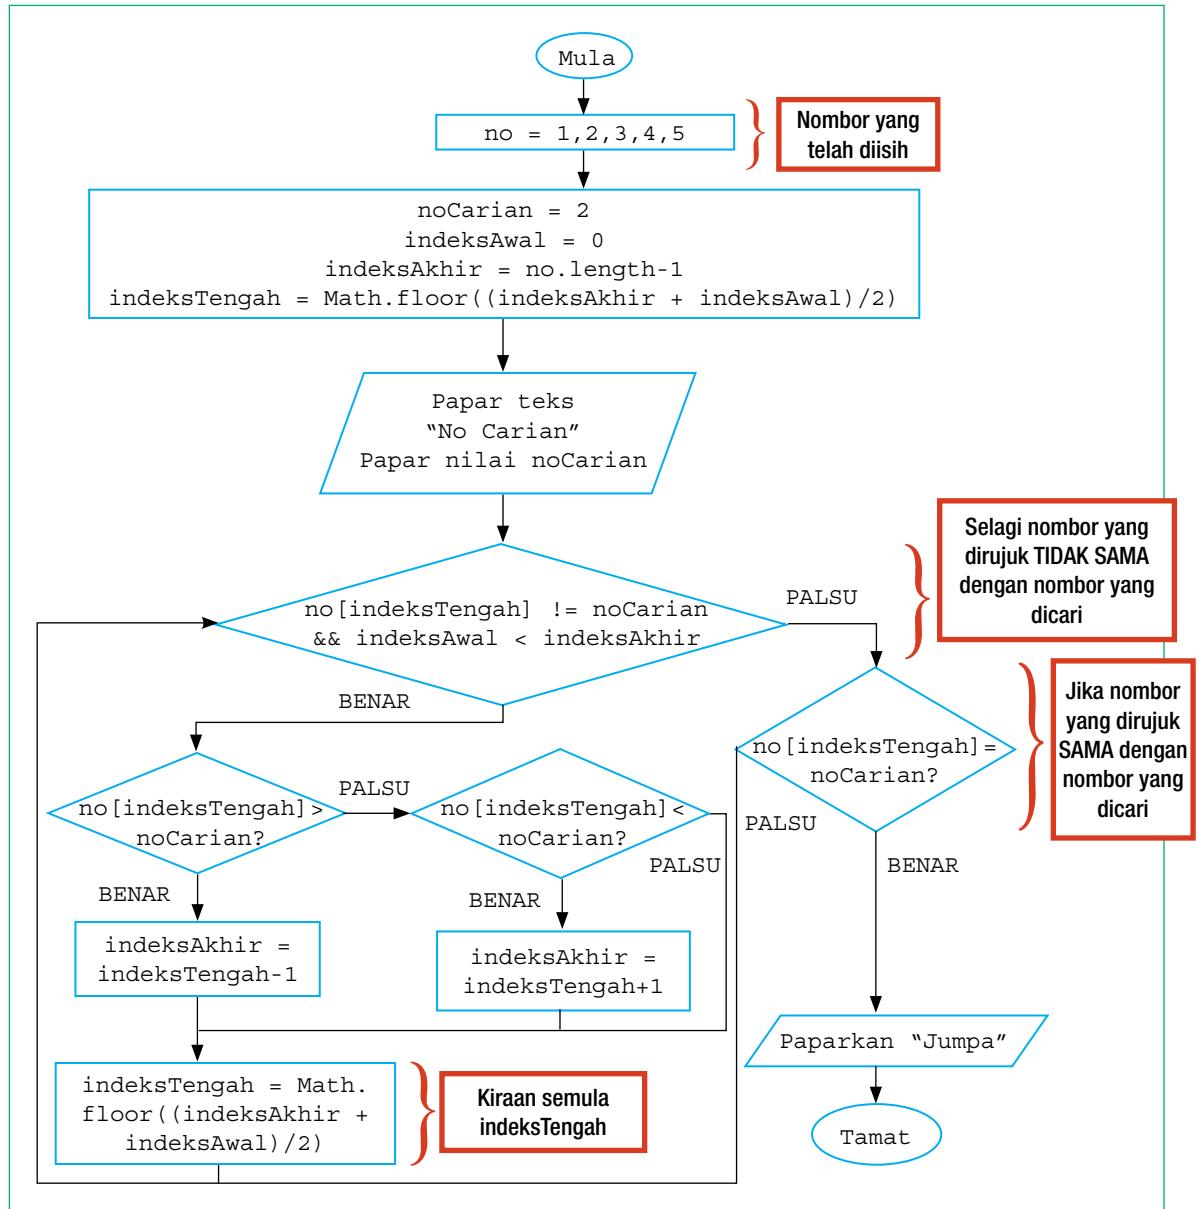 Mula
no = 1,2,3,4,5
Nombor yang
telah diisih
noCarian = 2
indeksAwal = 0
indeksAkhir = no.length-1
indeksTengah = Math.floor((indeksAkhir + indeksAwal)/2)
Papar teks
“No Carian”
Papar nilai noCarian
Selagi nombor yang
dirujuk TIDAK SAMA
dengan nombor yang
dicari
no[indeksTengah] != noCarian
&& indeksAwal < indeksAkhir
PALSU
BENAR
Jika nombor
yang dirujuk
SAMA dengan
nombor yang
dicari
no[indeksTengah]=
noCarian?
no[indeksTengah]>
noCarian?
PALSU
no[indeksTengah]<
noCarian?
PALSU
PALSU
BENAR
BENAR
BENAR
indeksAkhir =
indeksTengah-1
indeksAkhir =
indeksTengah+1
Paparkan “Jumpa”
indeksTengah = Math.
floor((indeksAkhir +
indeksAwal)/2)
Kiraan semula
indeksTengah
Tamat